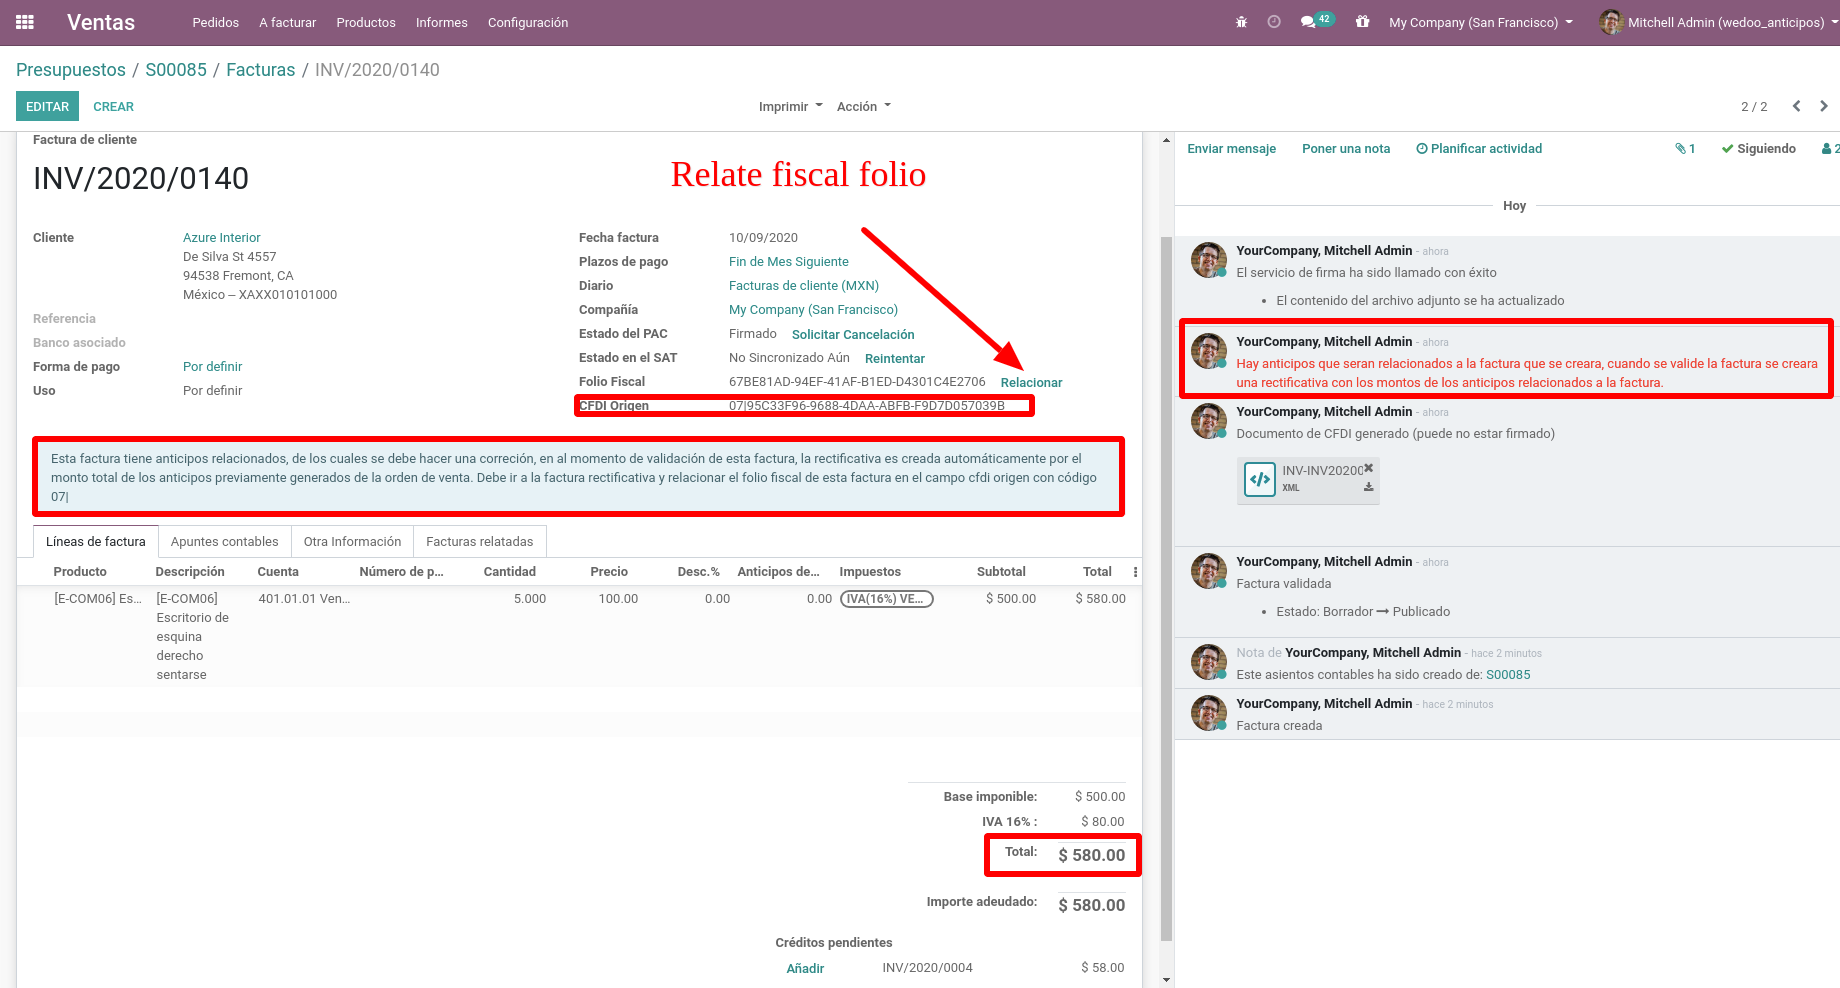 Ventas
Pedidos
A facturar
Productos
Informes
Configuración
42
My Company (San Francisco)
Mitchell Admin (wedoo_anticipos)
Presupuestos / S00085 / Facturas / INV/2020/0140
EDITAR
CREAR
Imprimir
Acción
2 / 2
Factura de cliente
INV/2020/0140
Relate fiscal folio
Cliente
Azure Interior
De Silva St 4557
94538 Fremont, CA
México – XAXX010101000
Referencia
Banco asociado
Forma de pago Por definir
Uso Por definir
Fecha factura 10/09/2020
Plazos de pago Fin de Mes Siguiente
Diario Facturas de cliente (MXN)
Compañía My Company (San Francisco)
Estado del PAC Firmado Solicitar Cancelación
Estado en el SAT No Sincronizado Aún Reintentar
Folio Fiscal 67BE81AD-94EF-41AF-B1ED-D4301C4E2706 Relacionar
CFDI Origen 07|95C33F96-9688-4DAA-ABFB-F9D7D057039B
Esta factura tiene anticipos relacionados, de los cuales se debe hacer una correción, en al momento de validación de esta factura, la rectificativa es creada automáticamente por el
monto total de los anticipos previamente generados de la orden de venta. Debe ir a la factura rectificativa y relacionar el folio fiscal de esta factura en el campo cfdi origen con código
07|
Líneas de factura
Apuntes contables
Otra Información
Facturas relatadas
Producto Descripción Cuenta Número de p... Cantidad Precio Desc.% Anticipos de... Impuestos Subtotal Total
[E-COM06] Es... [E-COM06] 401.01.01 Ven... 5.000 100.00 0.00 0.00 IVA(16%) VE... $ 500.00 $ 580.00
Escritorio de
esquina
derecho
sentarse
Base imponible: $ 500.00
IVA 16% : $ 80.00
Total: $ 580.00
Importe adeudado: $ 580.00
Créditos pendientes
Añadir INV/2020/0004 $ 58.00
Enviar mensaje
Poner una nota
Planificar actividad
1
Siguiendo
2
Hoy
YourCompany, Mitchell Admin - ahora
El servicio de firma ha sido llamado con éxito
• El contenido del archivo adjunto se ha actualizado
YourCompany, Mitchell Admin - ahora
Hay anticipos que seran relacionados a la factura que se creara, cuando se valide la factura se creara
una rectificativa con los montos de los anticipos relacionados a la factura.
YourCompany, Mitchell Admin - ahora
Documento de CFDI generado (puede no estar firmado)
INV-INV20200
XML
YourCompany, Mitchell Admin - ahora
Factura validada
• Estado: Borrador → Publicado
Nota de YourCompany, Mitchell Admin - hace 2 minutos
Este asientos contables ha sido creado de: S00085
YourCompany, Mitchell Admin - hace 2 minutos
Factura creada